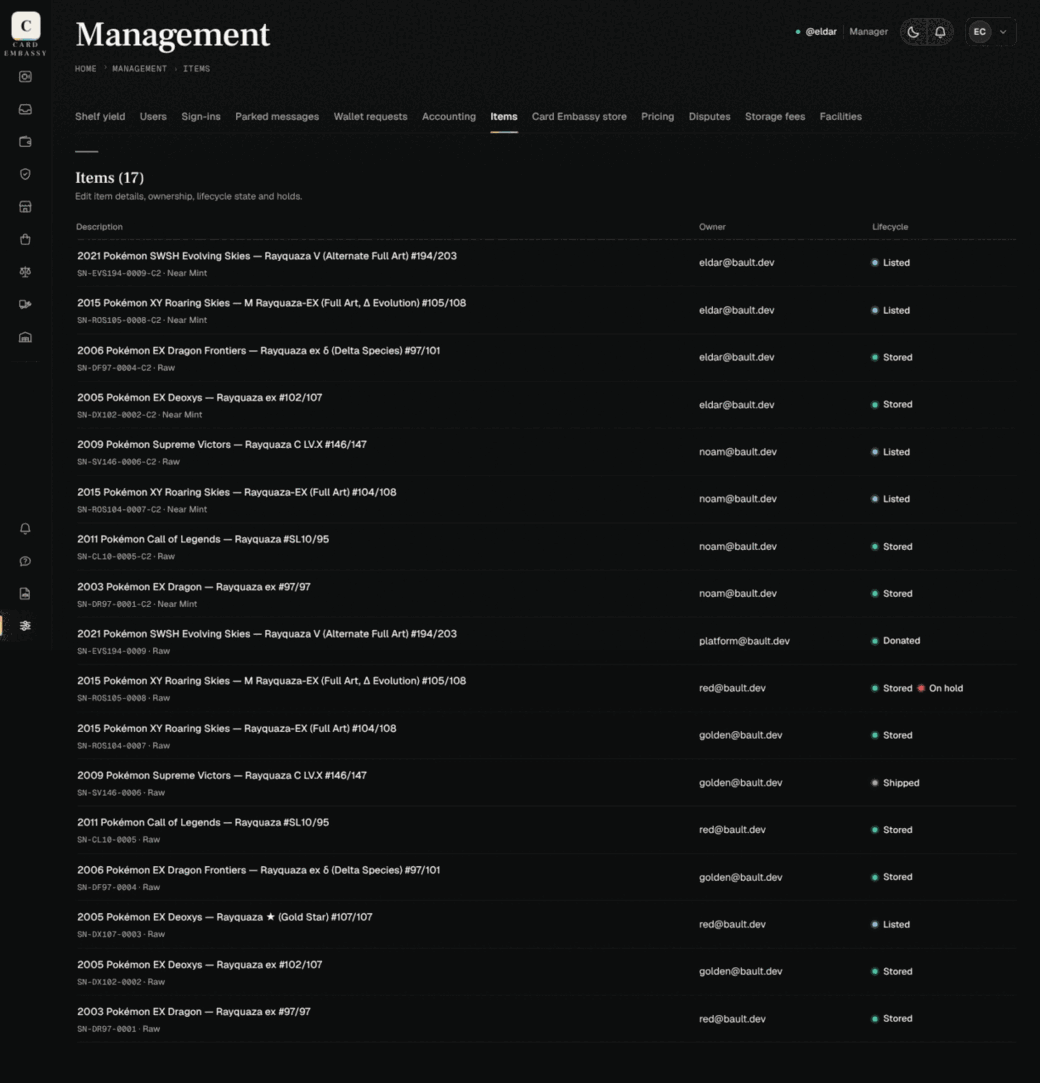 C
CARD
EMBASSY
Management
@eldar Manager EC
HOME › MANAGEMENT › ITEMS
Shelf yield Users Sign-ins Parked messages Wallet requests Accounting Items Card Embassy store Pricing Disputes Storage fees Facilities
Items (17)
Edit item details, ownership, lifecycle state and holds.
Description Owner Lifecycle
2021 Pokémon SWSH Evolving Skies — Rayquaza V (Alternate Full Art) #194/203
SN-EVS194-0009-C2 · Near Mint
eldar@bault.dev Listed
2015 Pokémon XY Roaring Skies — M Rayquaza-EX (Full Art, Δ Evolution) #105/108
SN-ROS105-0008-C2 · Near Mint
eldar@bault.dev Listed
2006 Pokémon EX Dragon Frontiers — Rayquaza ex δ (Delta Species) #97/101
SN-DF97-0004-C2 · Raw
eldar@bault.dev Stored
2005 Pokémon EX Deoxys — Rayquaza ex #102/107
SN-DX102-0002-C2 · Near Mint
eldar@bault.dev Stored
2009 Pokémon Supreme Victors — Rayquaza C LV.X #146/147
SN-SV146-0006-C2 · Raw
noam@bault.dev Listed
2015 Pokémon XY Roaring Skies — Rayquaza-EX (Full Art) #104/108
SN-ROS104-0007-C2 · Near Mint
noam@bault.dev Listed
2011 Pokémon Call of Legends — Rayquaza #SL10/95
SN-CL10-0005-C2 · Raw
noam@bault.dev Stored
2003 Pokémon EX Dragon — Rayquaza ex #97/97
SN-DR97-0001-C2 · Near Mint
noam@bault.dev Stored
2021 Pokémon SWSH Evolving Skies — Rayquaza V (Alternate Full Art) #194/203
SN-EVS194-0009 · Raw
platform@bault.dev Donated
2015 Pokémon XY Roaring Skies — M Rayquaza-EX (Full Art, Δ Evolution) #105/108
SN-ROS105-0008 · Raw
red@bault.dev Stored On hold
2015 Pokémon XY Roaring Skies — Rayquaza-EX (Full Art) #104/108
SN-ROS104-0007 · Raw
golden@bault.dev Stored
2009 Pokémon Supreme Victors — Rayquaza C LV.X #146/147
SN-SV146-0006 · Raw
golden@bault.dev Shipped
2011 Pokémon Call of Legends — Rayquaza #SL10/95
SN-CL10-0005 · Raw
red@bault.dev Stored
2006 Pokémon EX Dragon Frontiers — Rayquaza ex δ (Delta Species) #97/101
SN-DF97-0004 · Raw
golden@bault.dev Stored
2005 Pokémon EX Deoxys — Rayquaza ★ (Gold Star) #107/107
SN-DX107-0003 · Raw
red@bault.dev Listed
2005 Pokémon EX Deoxys — Rayquaza ex #102/107
SN-DX102-0002 · Raw
golden@bault.dev Stored
2003 Pokémon EX Dragon — Rayquaza ex #97/97
SN-DR97-0001 · Raw
red@bault.dev Stored